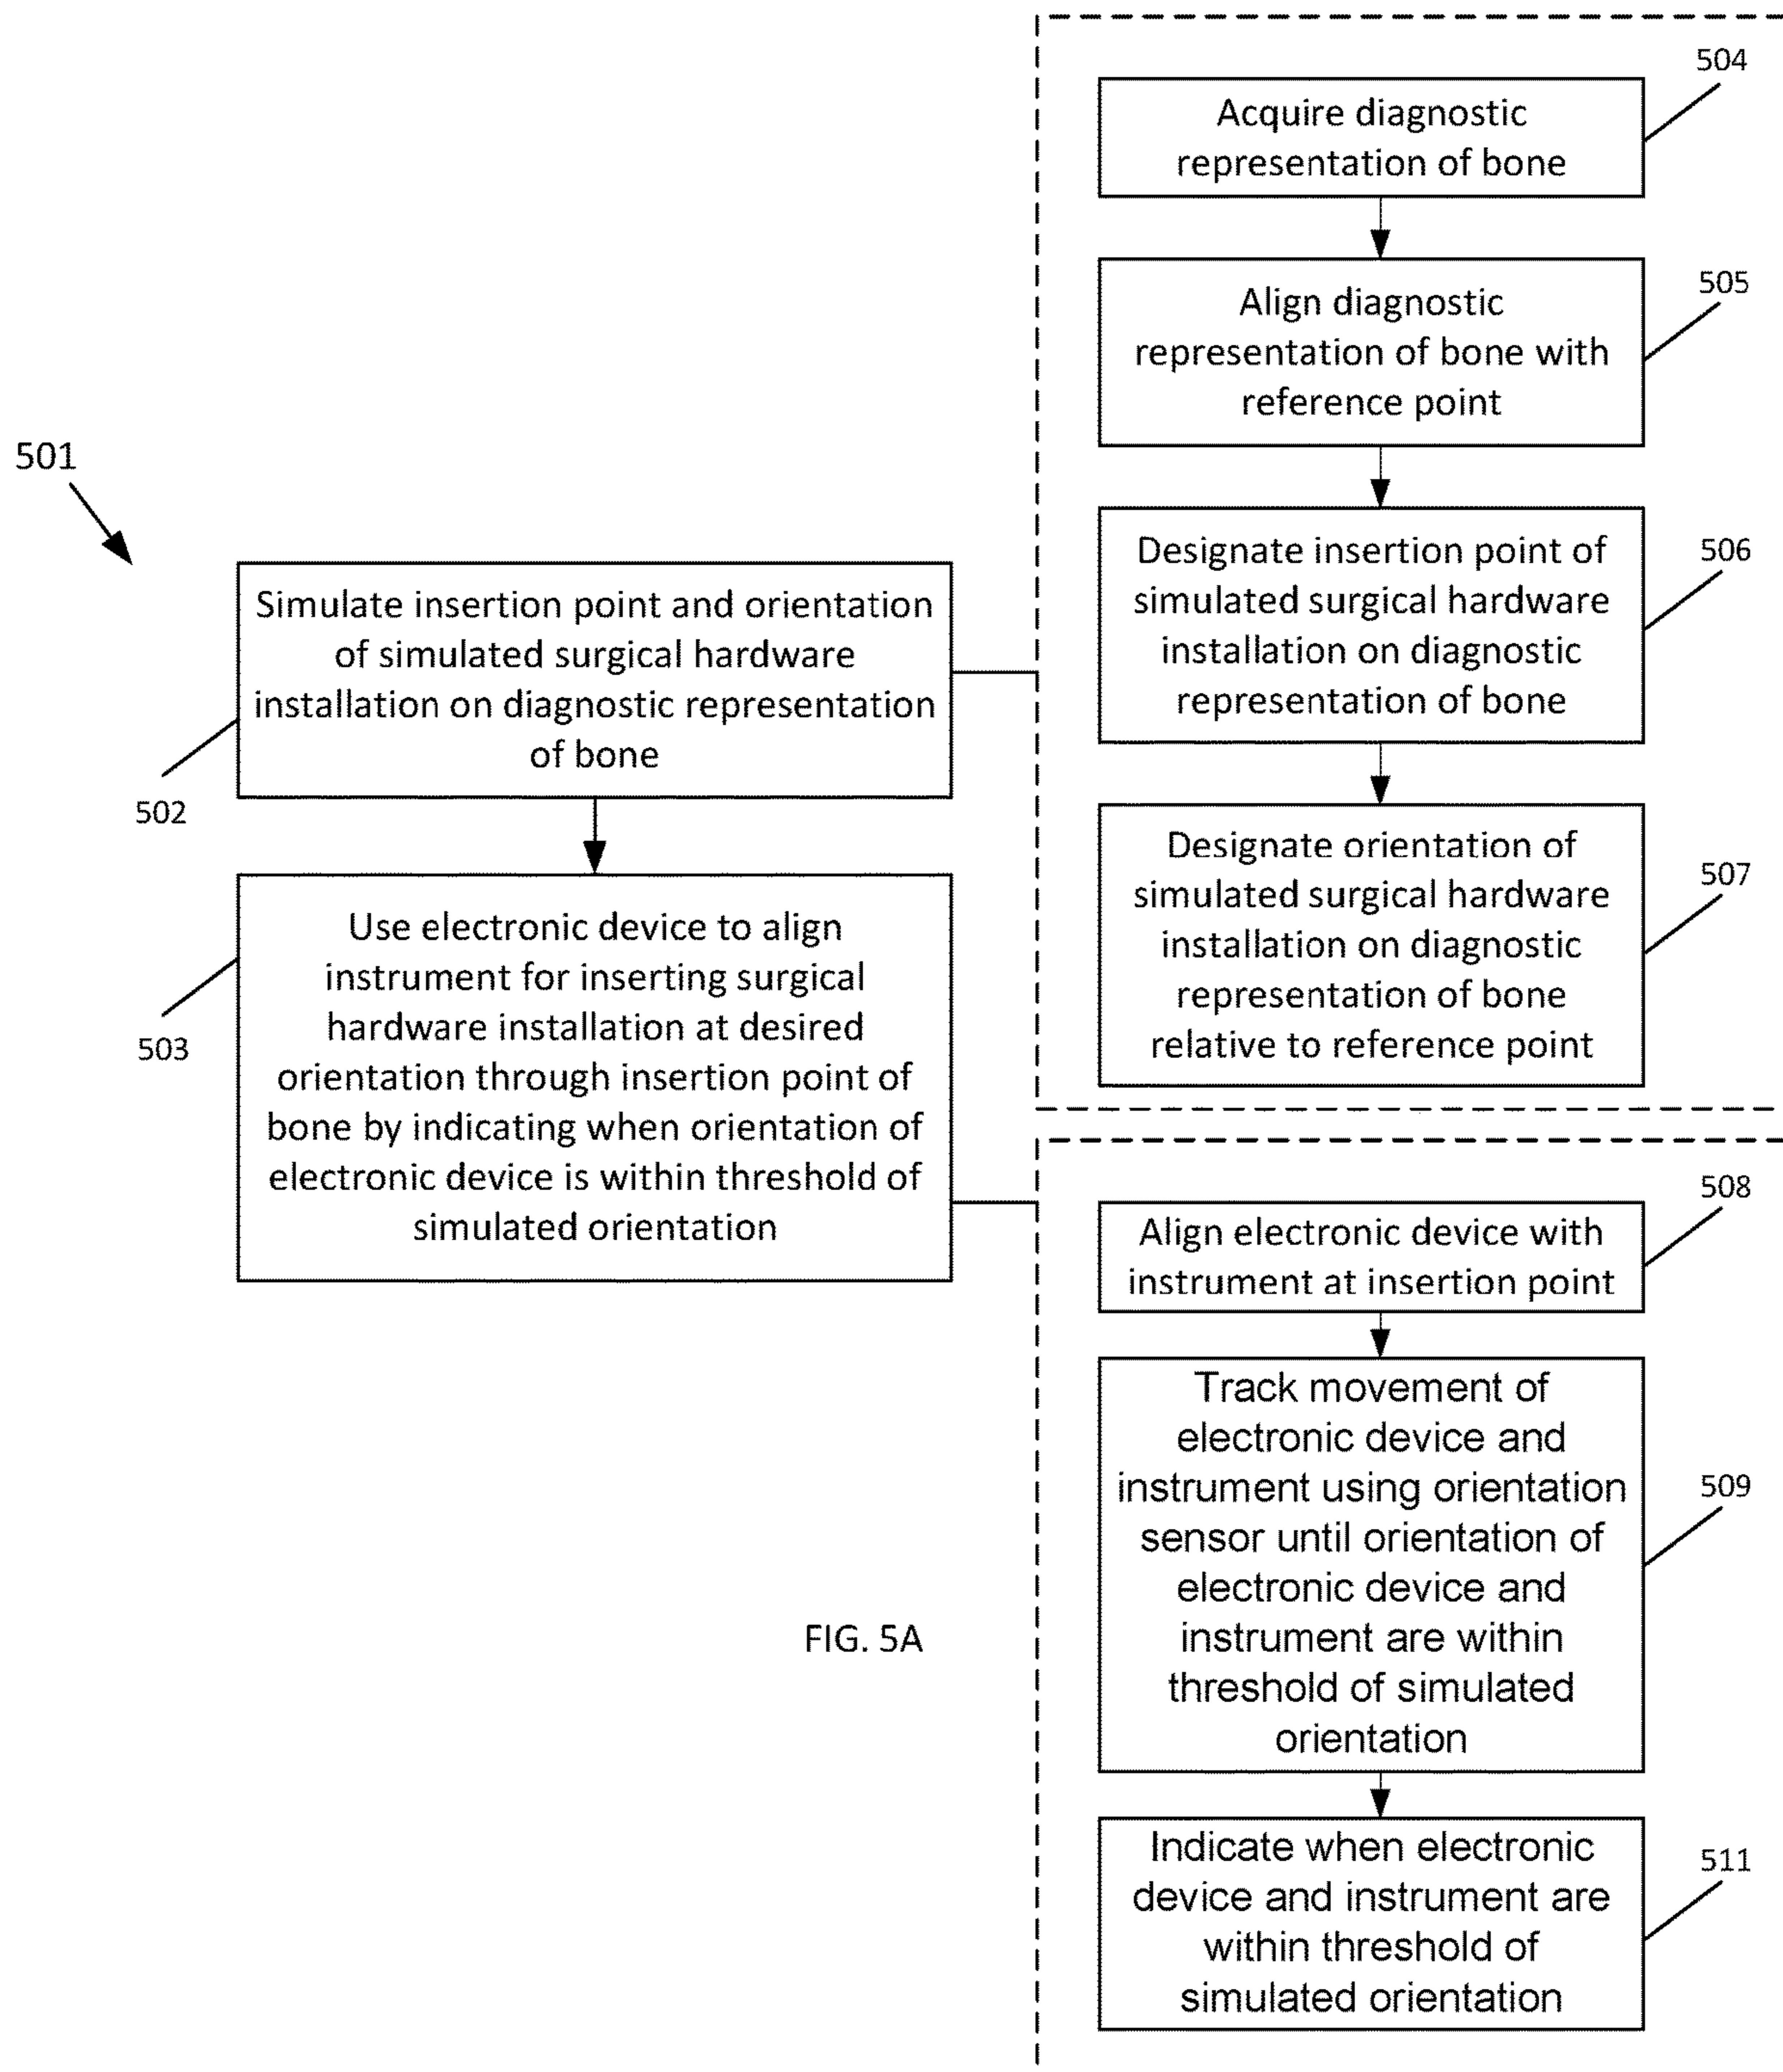 501
Simulate insertion point and orientation
of simulated surgical hardware
installation on diagnostic representation
of bone
502
Use electronic device to align
instrument for inserting surgical
hardware installation at desired
orientation through insertion point of
bone by indicating when orientation of
electronic device is within threshold of
simulated orientation
503
504
Acquire diagnostic
representation of bone
505
Align diagnostic
representation of bone with
reference point
506
Designate insertion point of
simulated surgical hardware
installation on diagnostic
representation of bone
507
Designate orientation of
simulated surgical hardware
installation on diagnostic
representation of bone
relative to reference point
508
Align electronic device with
instrument at insertion point
509
Track movement of
electronic device and
instrument using orientation
sensor until orientation of
electronic device and
instrument are within
threshold of simulated
orientation
511
Indicate when electronic
device and instrument are
within threshold of
simulated orientation
FIG. 5A